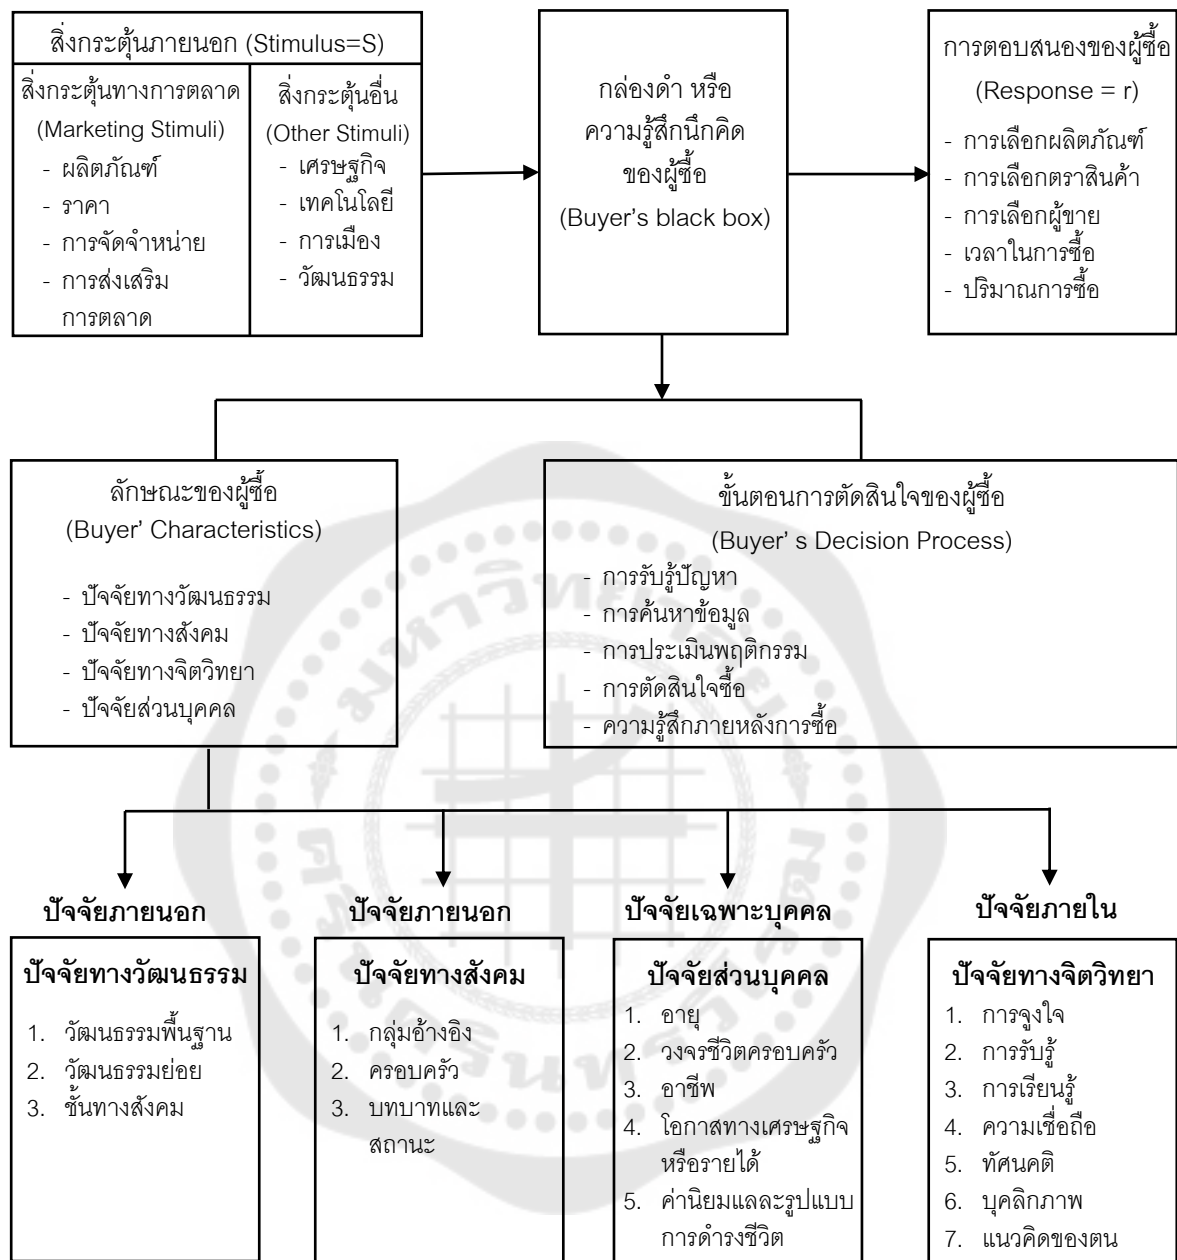 สิ่งกระตุ้นภายนอก (Stimulus=S)
สิ่งกระตุ้นทางการตลาด
(Marketing Stimuli)
- ผลิตภัณฑ์
- ราคา
- การจัดจำหน่าย
- การส่งเสริม
การตลาด
สิ่งกระตุ้นอื่น
(Other Stimuli)
- เศรษฐกิจ
- เทคโนโลยี
- การเมือง
- วัฒนธรรม
กล่องดำ หรือ
ความรู้สึกนึกคิด
ของผู้ซื้อ
(Buyer's black box)
การตอบสนองของผู้ซื้อ
(Response = r)
- การเลือกผลิตภัณฑ์
- การเลือกตราสินค้า
- การเลือกผู้ขาย
- เวลาในการซื้อ
- ปริมาณการซื้อ
ลักษณะของผู้ซื้อ
(Buyer' Characteristics)
- ปัจจัยทางวัฒนธรรม
- ปัจจัยทางสังคม
- ปัจจัยทางจิตวิทยา
- ปัจจัยส่วนบุคคล
ขั้นตอนการตัดสินใจของผู้ซื้อ
(Buyer' s Decision Process)
- การรับรู้ปัญหา
- การค้นหาข้อมูล
- การประเมินพฤติกรรม
- การตัดสินใจซื้อ
- ความรู้สึกภายหลังการซื้อ
ปัจจัยภายนอก
ปัจจัยทางวัฒนธรรม
1. วัฒนธรรมพื้นฐาน
2. วัฒนธรรมย่อย
3. ชั้นทางสังคม
ปัจจัยภายนอก
ปัจจัยทางสังคม
1. กลุ่มอ้างอิง
2. ครอบครัว
3. บทบาทและ
สถานะ
ปัจจัยเฉพาะบุคคล
ปัจจัยส่วนบุคคล
1. อายุ
2. วงจรชีวิตครอบครัว
3. อาชีพ
4. โอกาสทางเศรษฐกิจ
หรือรายได้
5. ค่านิยมแลละรูปแบบ
การดำรงชีวิต
ปัจจัยภายใน
ปัจจัยทางจิตวิทยา
1. การจูงใจ
2. การรับรู้
3. การเรียนรู้
4. ความเชื่อถือ
5. ทัศนคติ
6. บุคลิกภาพ
7. แนวคิดของตน
มหาวิทยาลัย
ศรีนครินทรวิโรฒ